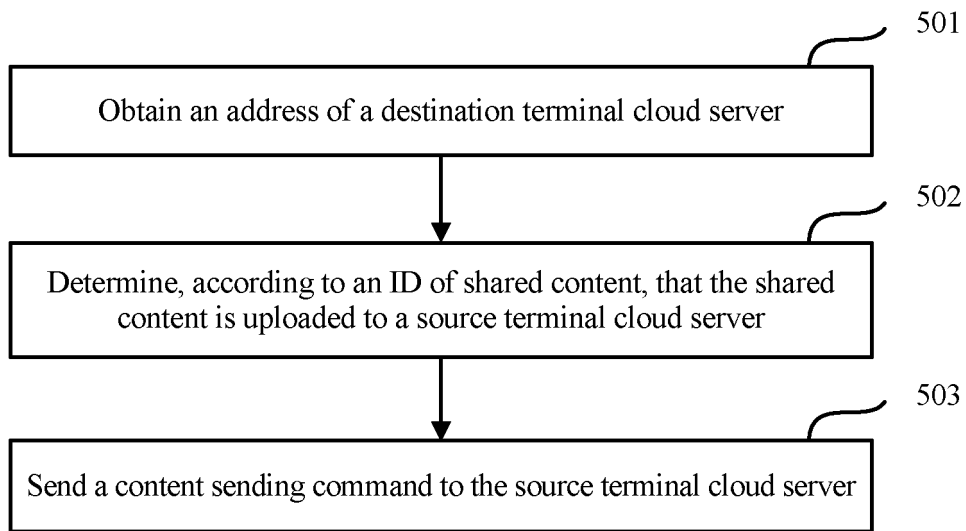 501
Obtain an address of a destination terminal cloud server
502
Determine, according to an ID of shared content, that the shared
content is uploaded to a source terminal cloud server
503
Send a content sending command to the source terminal cloud server